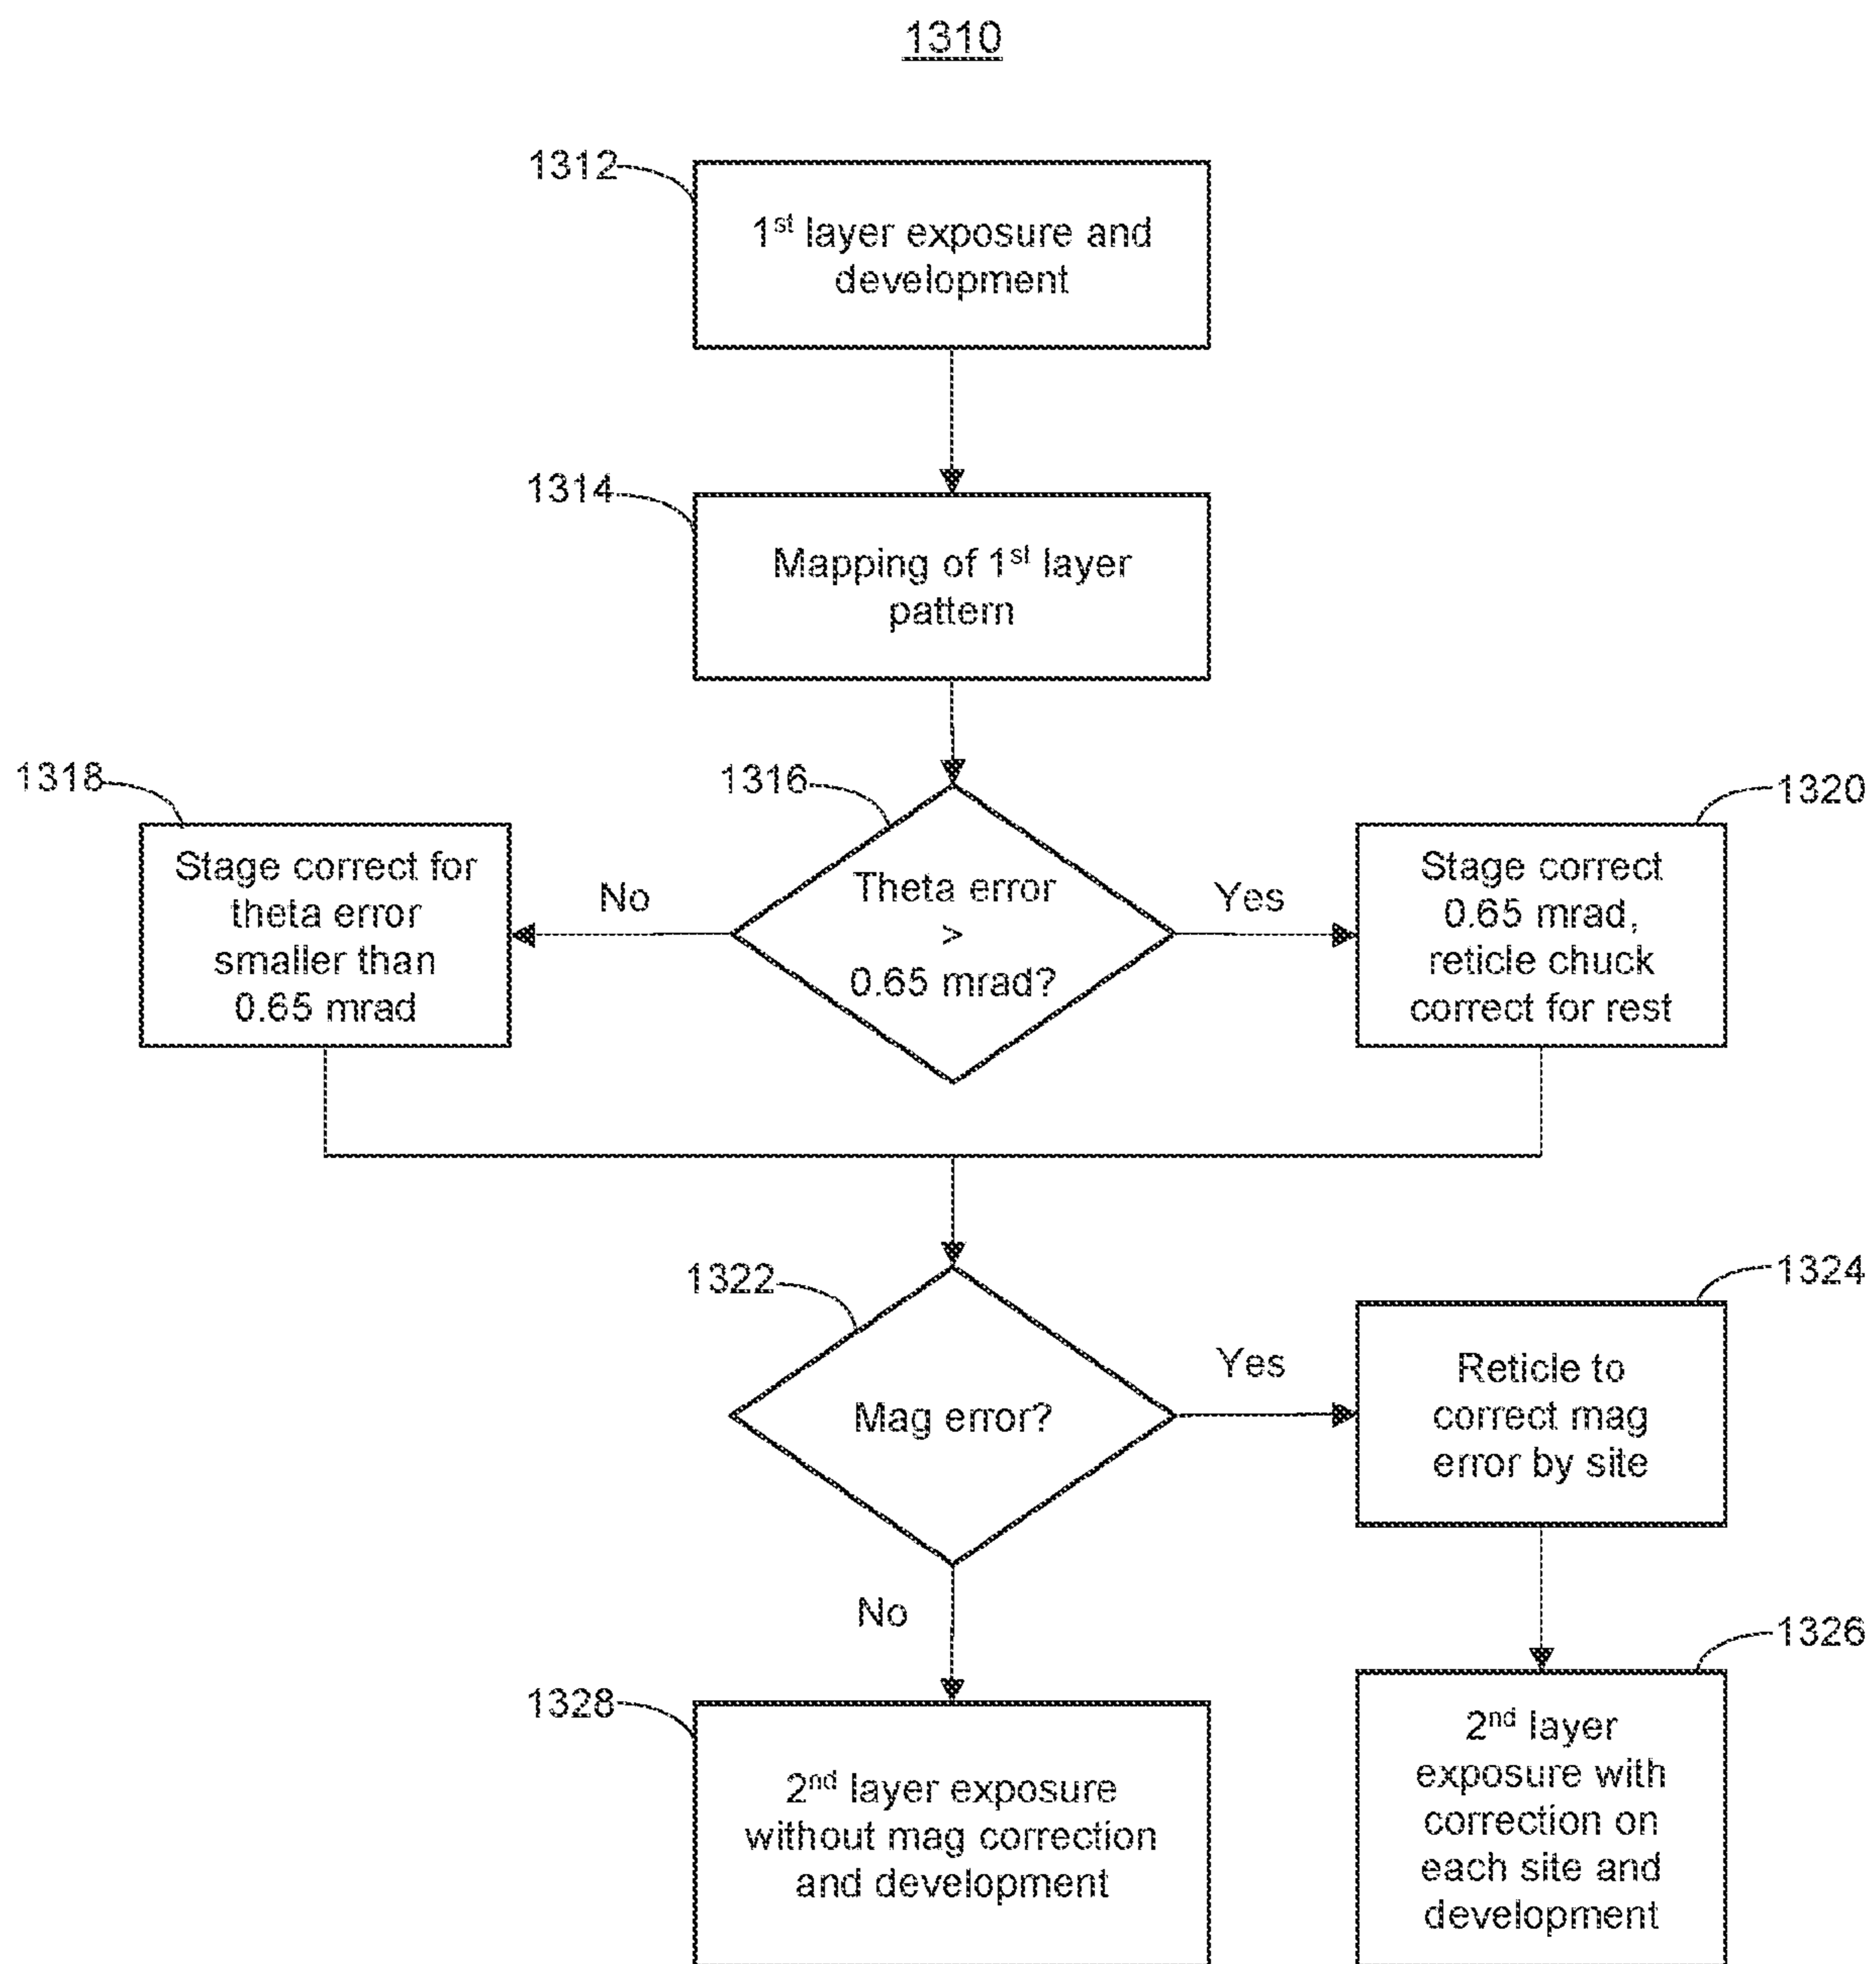 1310
1312
1st layer exposure and
development
1314
Mapping of 1st layer
pattern
1318
1316
1320
Stage correct for
theta error
smaller than
0.65 mrad
No
Theta error
>
0.65 mrad?
Yes
Stage correct
0.65 mrad,
reticle chuck
correct for rest
1322
1324
Mag error?
Yes
Reticle to
correct mag
error by site
No
1326
1328
2nd layer exposure
without mag correction
and development
2nd layer
exposure with
correction on
each site and
development